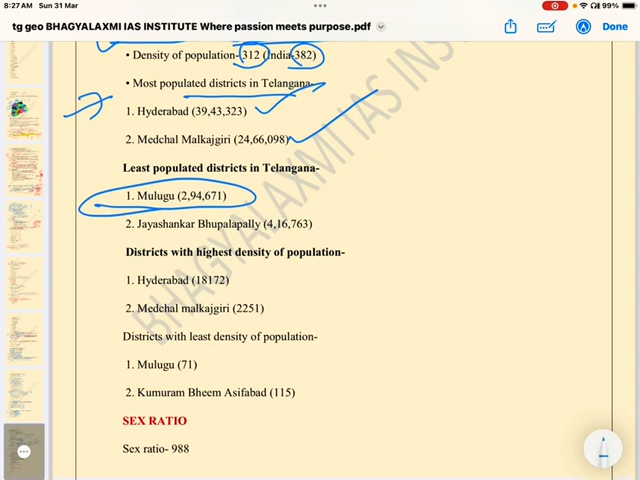 8:27 AM Sun 31 Mar
99%
tg geo BHAGYALAXMI IAS INSTITUTE Where passion meets purpose.pdf
Done
• Density of population-312 (India-382)
• Most populated districts in Telangana-
1. Hyderabad (39,43,323)
2. Medchal Malkajgiri (24,66,098)
Least populated districts in Telangana-
1. Mulugu (2,94,671)
2. Jayashankar Bhupalapally (4,16,763)
Districts with highest density of population-
1. Hyderabad (18172)
2. Medchal malkajgiri (2251)
Districts with least density of population-
1. Mulugu (71)
2. Kumuram Bheem Asifabad (115)
SEX RATIO
Sex ratio- 988
BHAGYALAXMI IAS INS